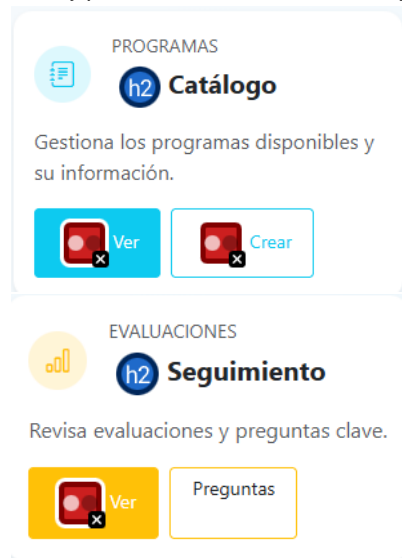 PROGRAMAS
h2 Catálogo
Gestiona los programas disponibles y
su información.
Ver Crear
EVALUACIONES
h2 Seguimiento
Revisa evaluaciones y preguntas clave.
Ver Preguntas